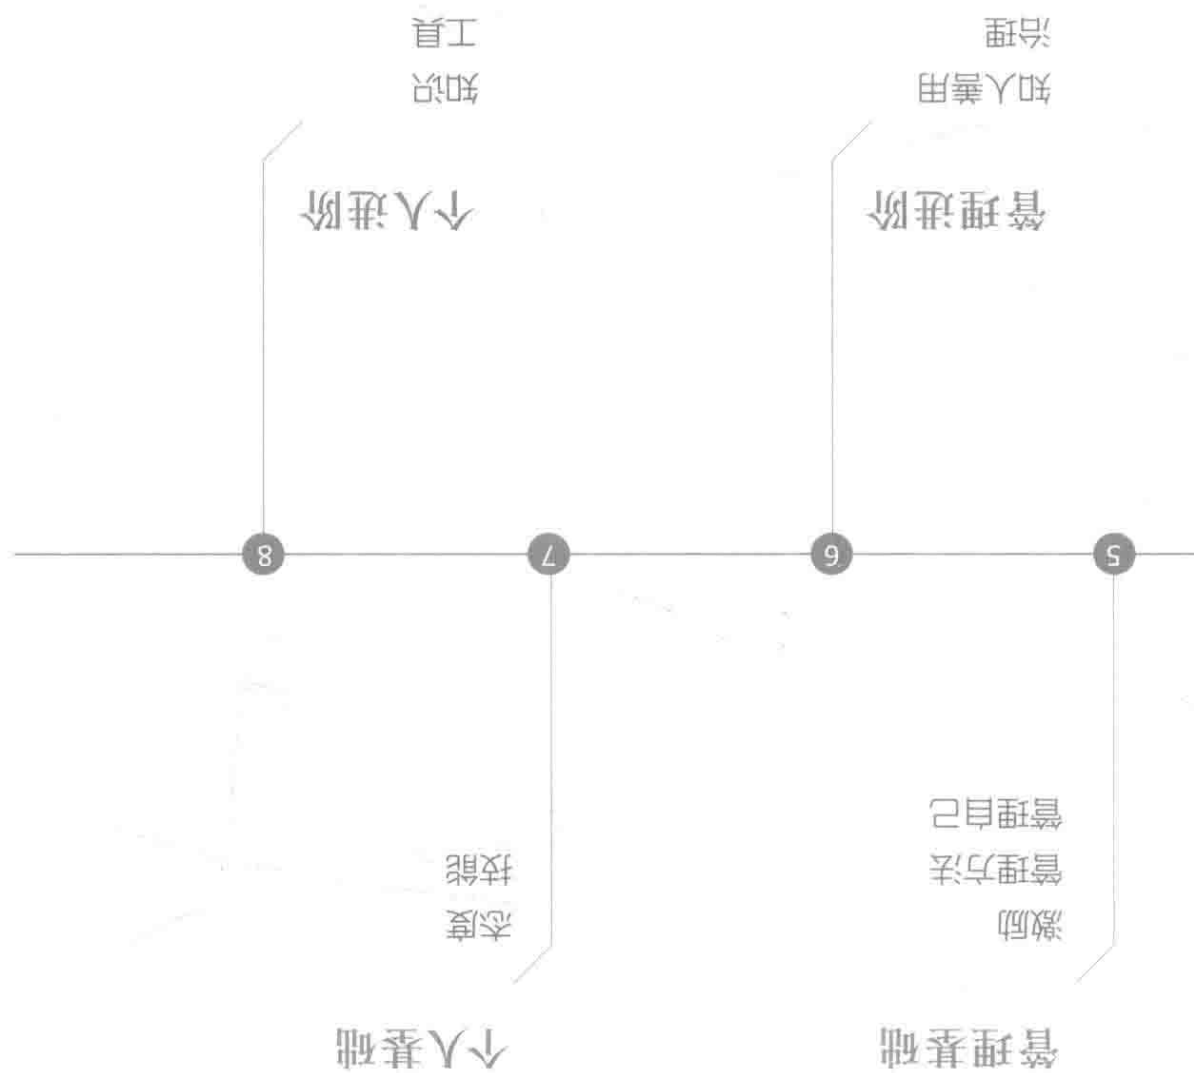 管理基础
激励
管理方法
管理自己
5
6
管理进阶
知人善用
治理
个人基础
态度
技能
7
8
个人进阶
知识
工具